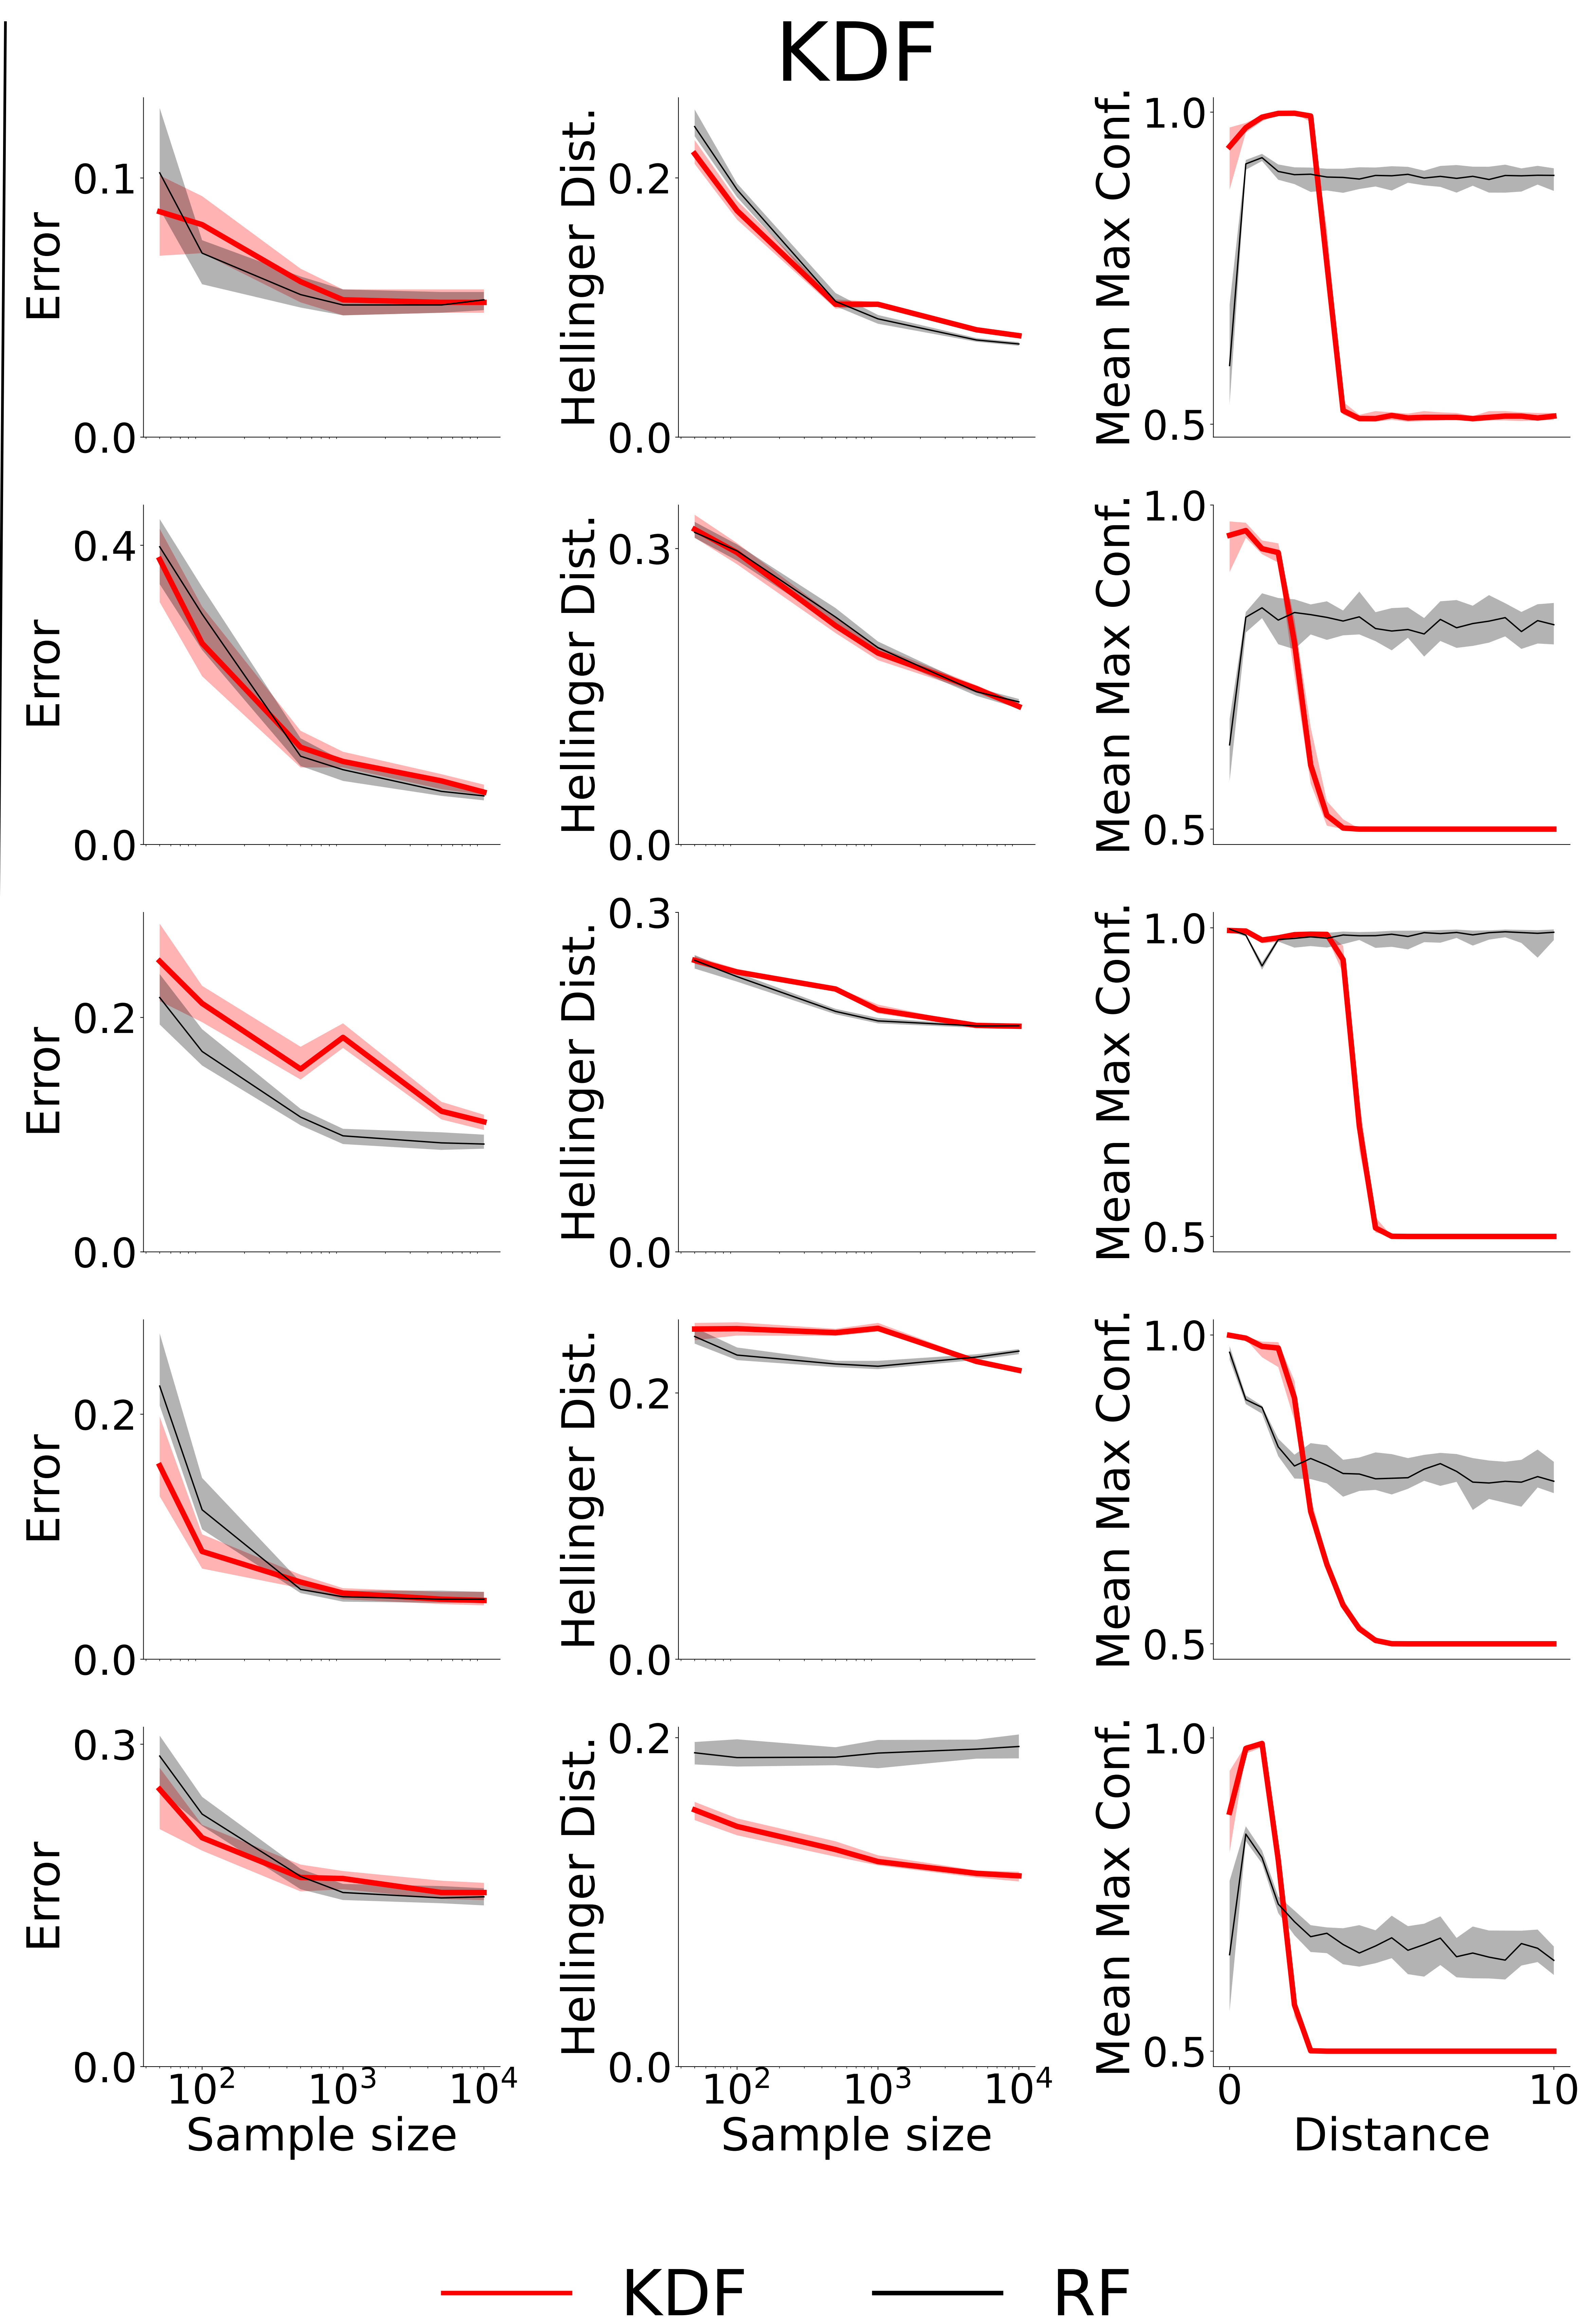 KDF
Error
0.1
0.0
Hellinger Dist.
0.2
0.0
Mean Max Conf.
1.0
0.5
Error
0.4
0.0
Hellinger Dist.
0.3
0.0
Mean Max Conf.
1.0
0.5
Error
0.2
0.0
Hellinger Dist.
0.3
0.0
Mean Max Conf.
1.0
0.5
Error
0.2
0.0
Hellinger Dist.
0.2
0.0
Mean Max Conf.
1.0
0.5
Error
0.3
0.0
10² 10³ 10⁴
Sample size
Hellinger Dist.
0.2
0.0
10² 10³ 10⁴
Sample size
Mean Max Conf.
1.0
0.5
0 10
Distance
KDF RF